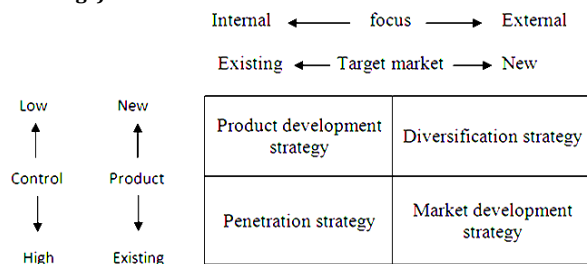 Internal focus External
Existing Target market New
Low New
Product development strategy Diversification strategy
Control Product
Penetration strategy Market development strategy
High Existing